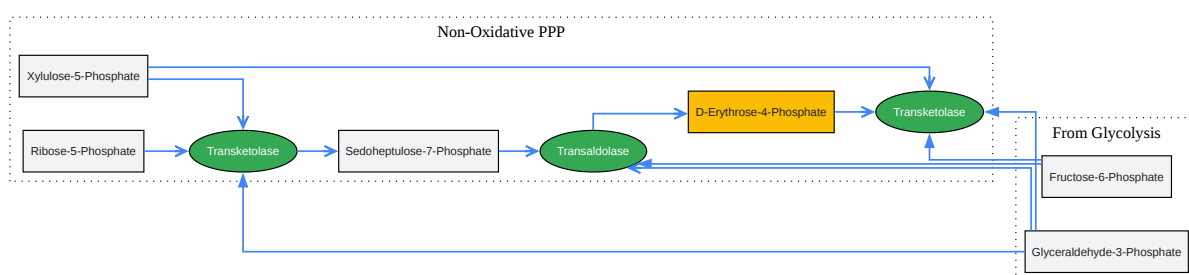 Non-Oxidative PPP
Xylulose-5-Phosphate
D-Erythrose-4-Phosphate
Transketolase
From Glycolysis
Ribose-5-Phosphate
Transketolase
Sedoheptulose-7-Phosphate
Transaldolase
Fructose-6-Phosphate
Glyceraldehyde-3-Phosphate